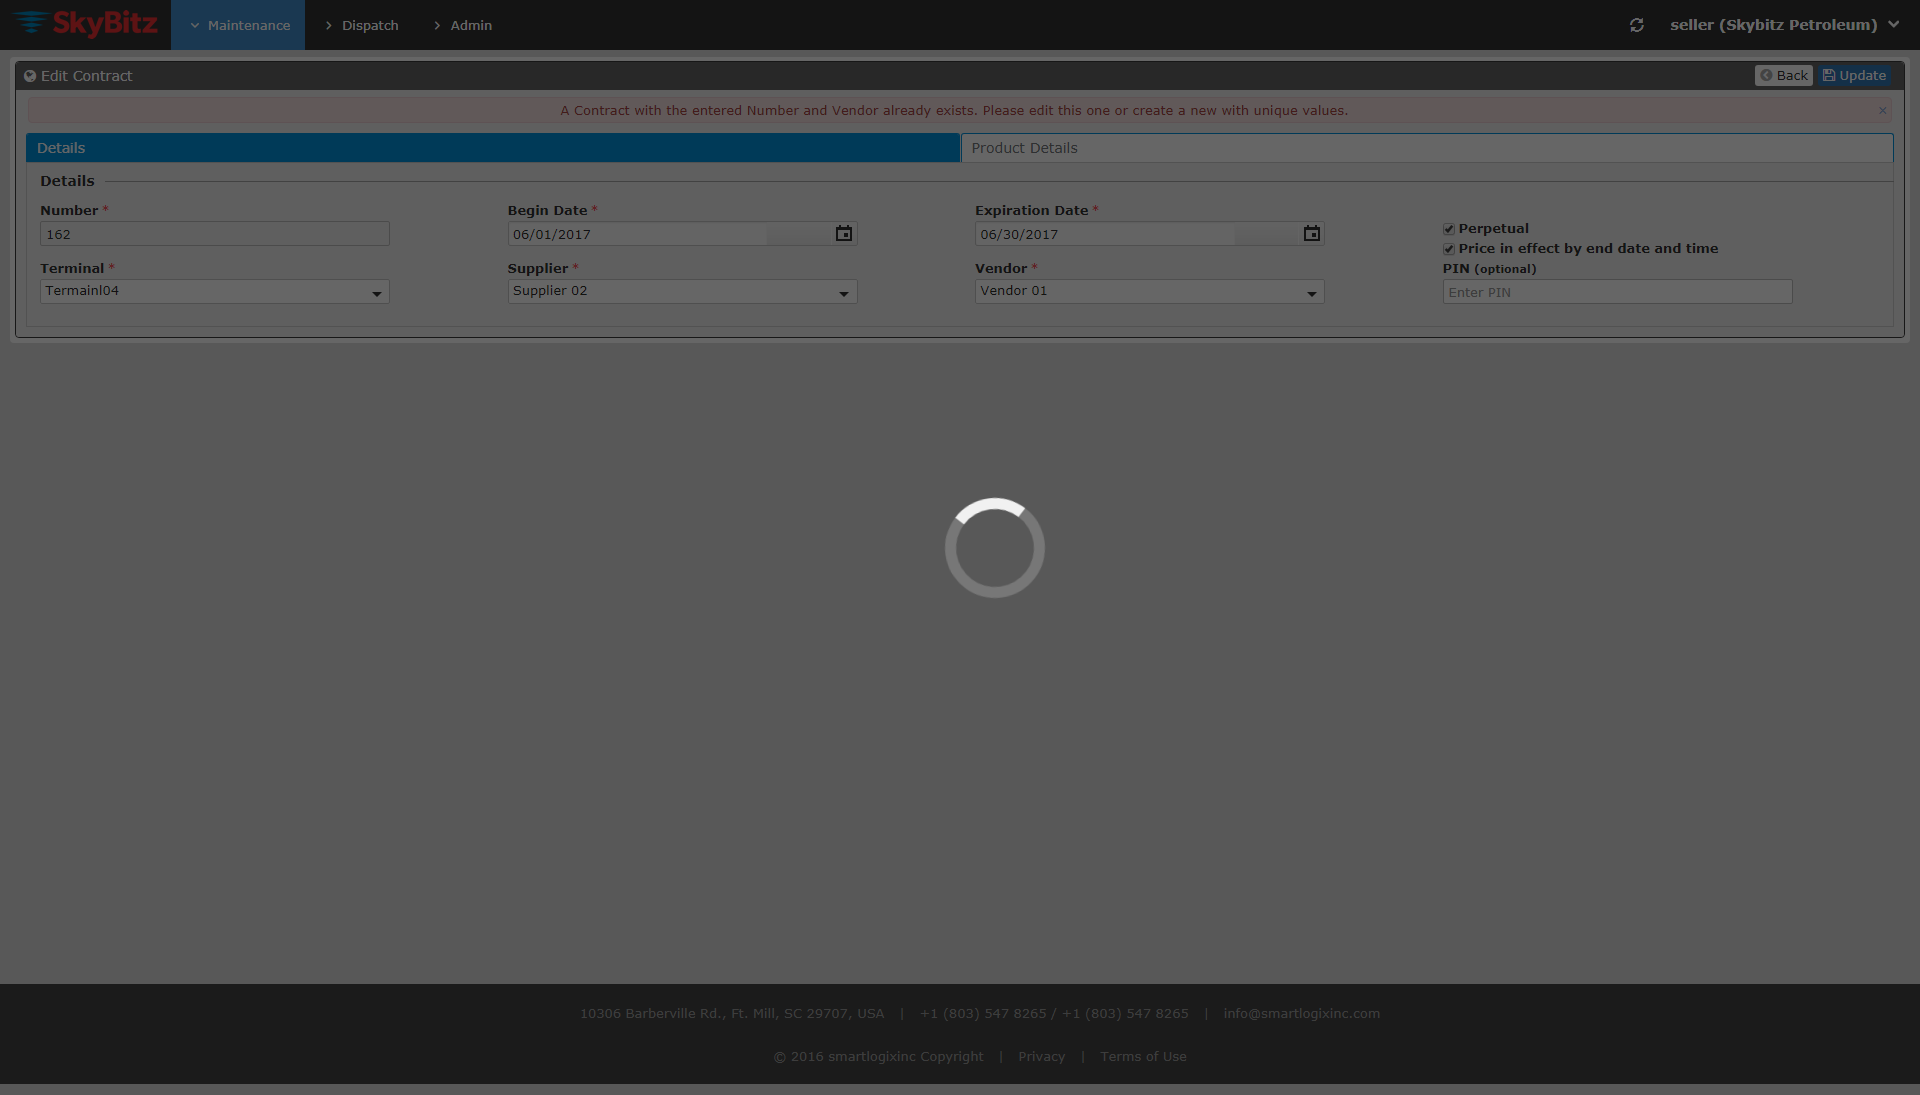 SkyBitz Maintenance Dispatch Admin seller (Skybitz Petroleum)
Edit Contract Back Update
A Contract with the entered Number and Vendor already exists. Please edit this one or create a new with unique values. ×
Details Product Details
Details
Number * Begin Date * Expiration Date *
162 06/01/2017 06/30/2017 Perpetual
Price in effect by end date and time
Terminal * Supplier * Vendor * PIN (optional)
Termainl04 Supplier 02 Vendor 01 Enter PIN
10306 Barberville Rd., Ft. Mill, SC 29707, USA | +1 (803) 547 8265 / +1 (803) 547 8265 | info@smartlogixinc.com
© 2016 smartlogixinc Copyright | Privacy | Terms of Use